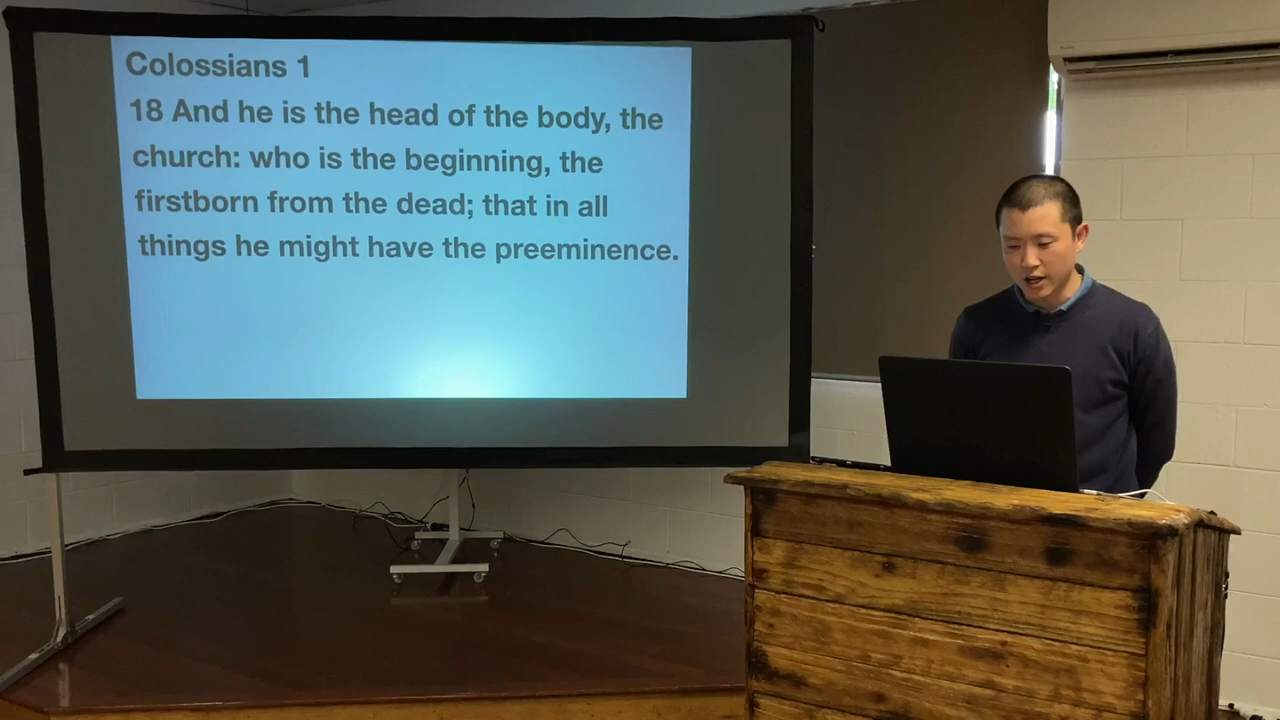 Colossians 1
18 And he is the head of the body, the
church: who is the beginning, the
firstborn from the dead; that in all
things he might have the preeminence.